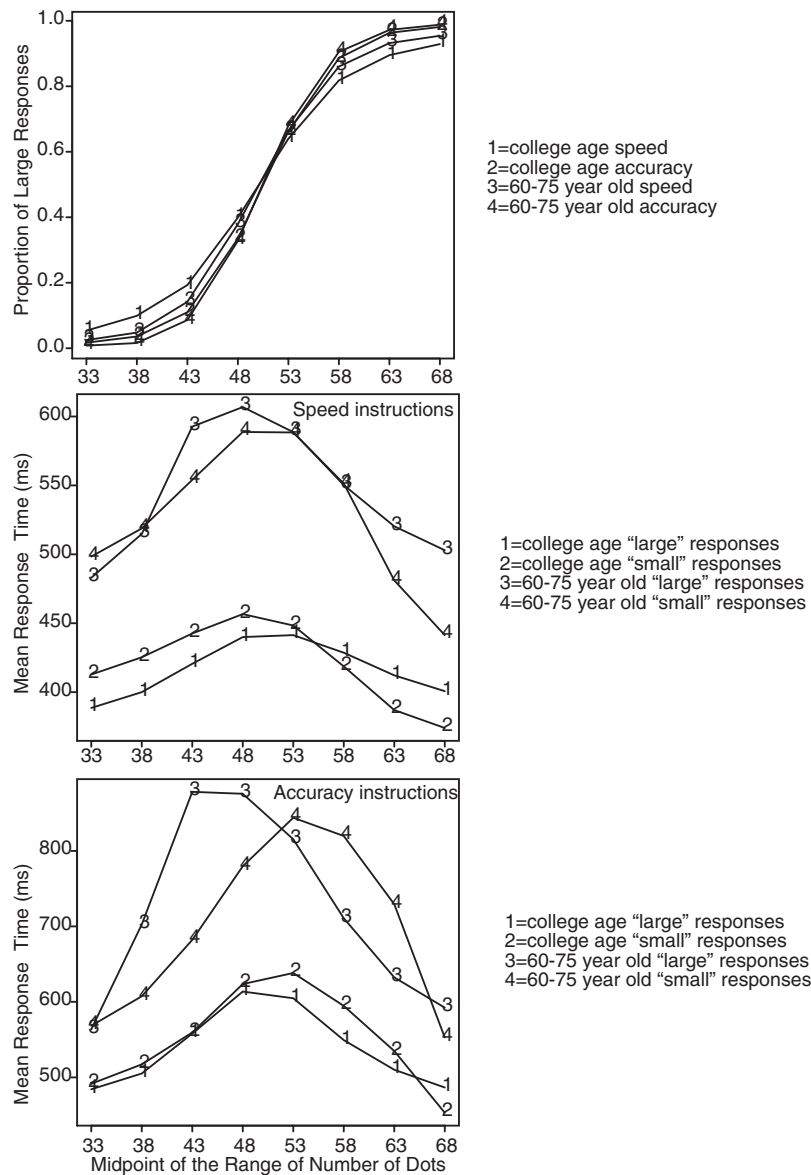 1.0
0.8
0.6
0.4
0.2
0.0
Proportion of Large Responses
33 38 43 48 53 58 63 68
1=college age speed
2=college age accuracy
3=60-75 year old speed
4=60-75 year old accuracy
Speed instructions
600
550
500
450
400
Mean Response Time (ms)
33 38 43 48 53 58 63 68
1=college age “large” responses
2=college age “small” responses
3=60-75 year old “large” responses
4=60-75 year old “small” responses
Accuracy instructions
800
700
600
500
Mean Response Time (ms)
33 38 43 48 53 58 63 68
Midpoint of the Range of Number of Dots
1=college age “large” responses
2=college age “small” responses
3=60-75 year old “large” responses
4=60-75 year old “small” responses